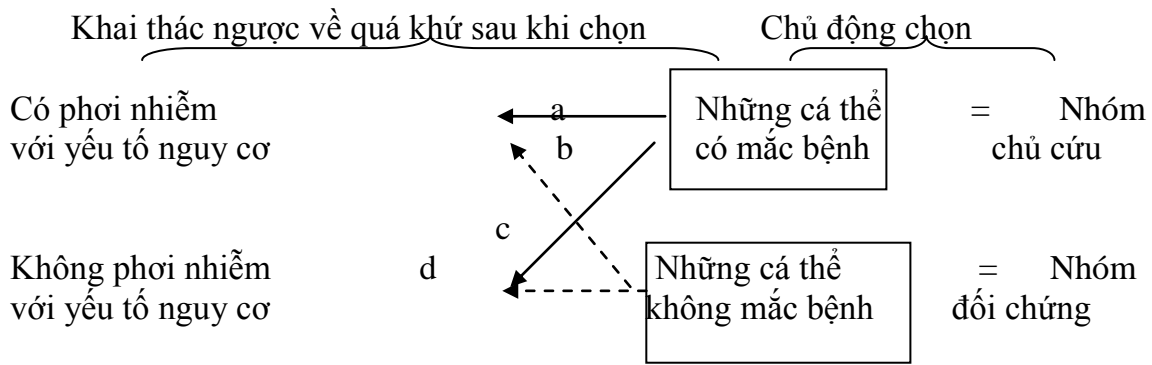 Khai thác ngược về quá khứ sau khi chọn Chủ động chọn
Có phơi nhiễm a Những cá thể = Nhóm
với yếu tố nguy cơ b có mắc bệnh chủ cứu
c
Không phơi nhiễm d Những cá thể = Nhóm
với yếu tố nguy cơ không mắc bệnh đối chứng